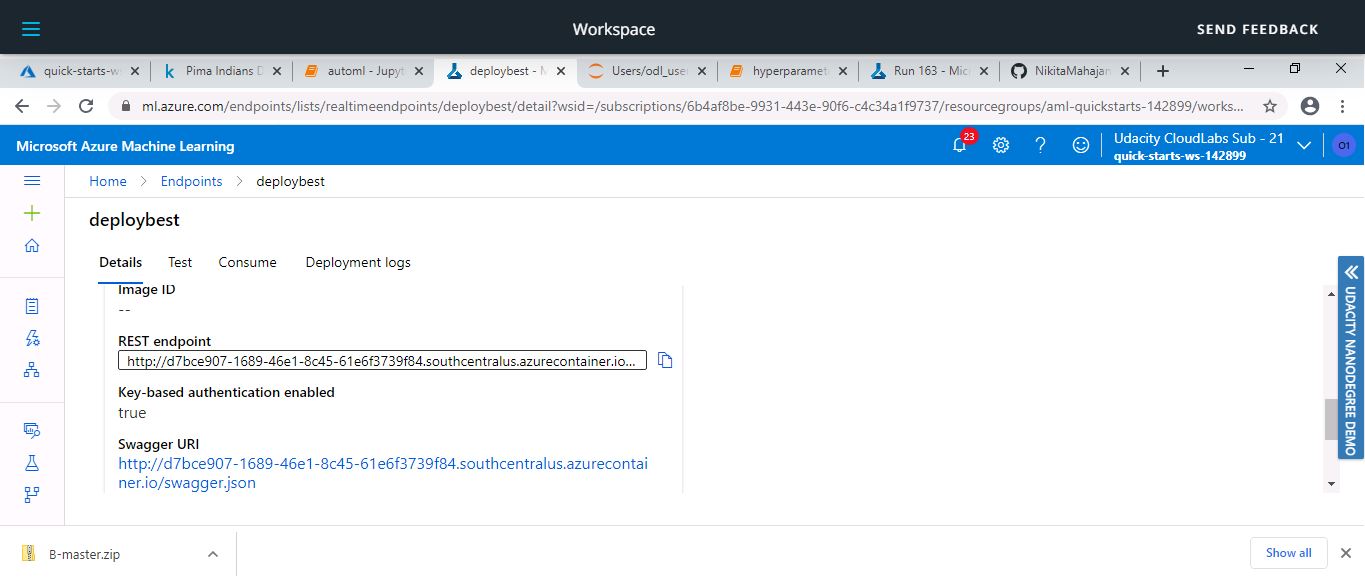 Workspace
SEND FEEDBACK
quick-starts-ws
Pima Indians D
automl - Jupyt
deploybest - M
Users/odl_use
hyperparamet
Run 163 - Micr
NikitaMahajan
ml.azure.com/endpoints/lists/realtimeendpoints/deploybest/detail?wsid=/subscriptions/6b4af8be-9931-443e-90f6-c4c34a1f9737/resourcegroups/aml-quickstarts-142899/works...
Microsoft Azure Machine Learning
23
Udacity CloudLabs Sub - 21
quick-starts-ws-142899
O1
Home > Endpoints > deploybest
deploybest
Details
Test
Consume
Deployment logs
Image ID
--
REST endpoint
http://d7bce907-1689-46e1-8c45-61e6f3739f84.southcentralus.azurecontainer.io...
Key-based authentication enabled
true
Swagger URI
http://d7bce907-1689-46e1-8c45-61e6f3739f84.southcentralus.azurecontai
ner.io/swagger.json
UDACITY NANODEGREE DEMO
B-master.zip
Show all